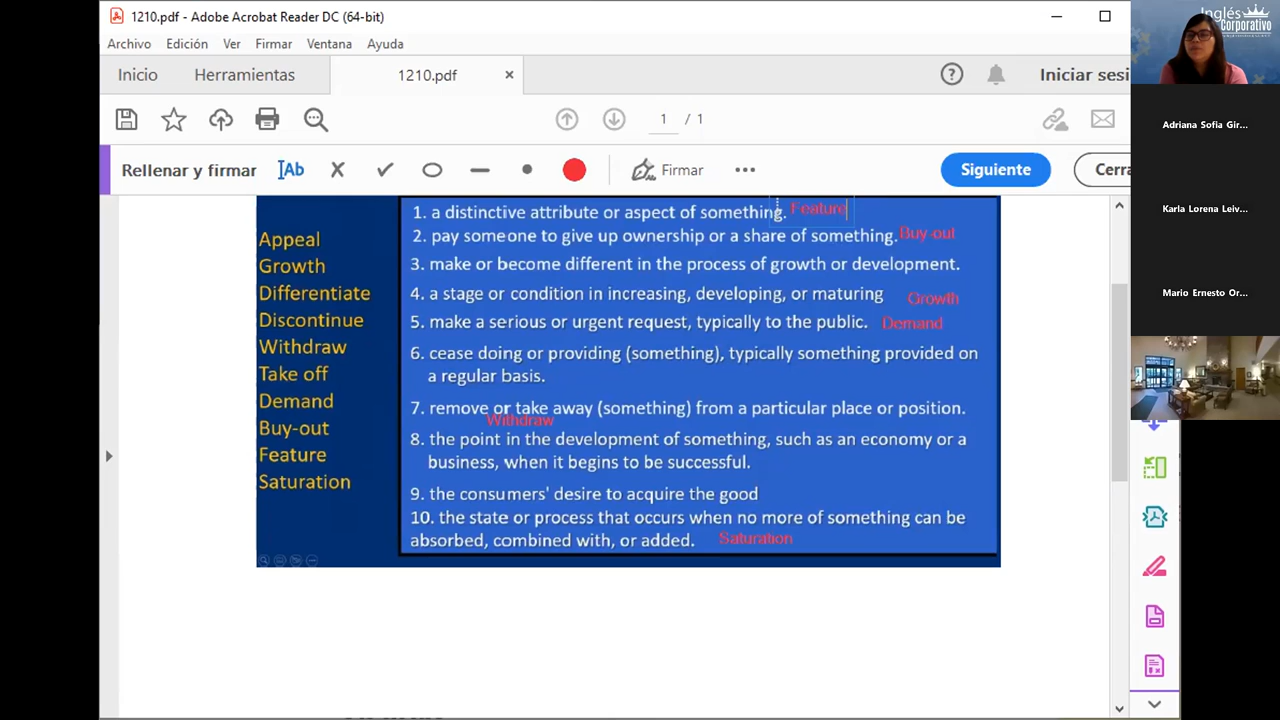 1210.pdf - Adobe Acrobat Reader DC (64-bit)
Archivo Edición Ver Firmar Ventana Ayuda
Inicio Herramientas 1210.pdf × Iniciar sesi
1 / 1
Rellenar y firmar Ab Firmar Siguiente Cerra
Inglés
Corporativo
Adriana Sofia Gir...
Karla Lorena Leiv...
Mario Ernesto Or...
Appeal
Growth
Differentiate
Discontinue
Withdraw
Take off
Demand
Buy-out
Feature
Saturation
1. a distinctive attribute or aspect of something. Feature
2. pay someone to give up ownership or a share of something. Buy-out
3. make or become different in the process of growth or development.
4. a stage or condition in increasing, developing, or maturing Growth
5. make a serious or urgent request, typically to the public. Demand
6. cease doing or providing (something), typically something provided on
a regular basis.
7. remove or take away (something) from a particular place or position.
Withdraw
8. the point in the development of something, such as an economy or a
business, when it begins to be successful.
9. the consumers' desire to acquire the good
10. the state or process that occurs when no more of something can be
absorbed, combined with, or added. Saturation